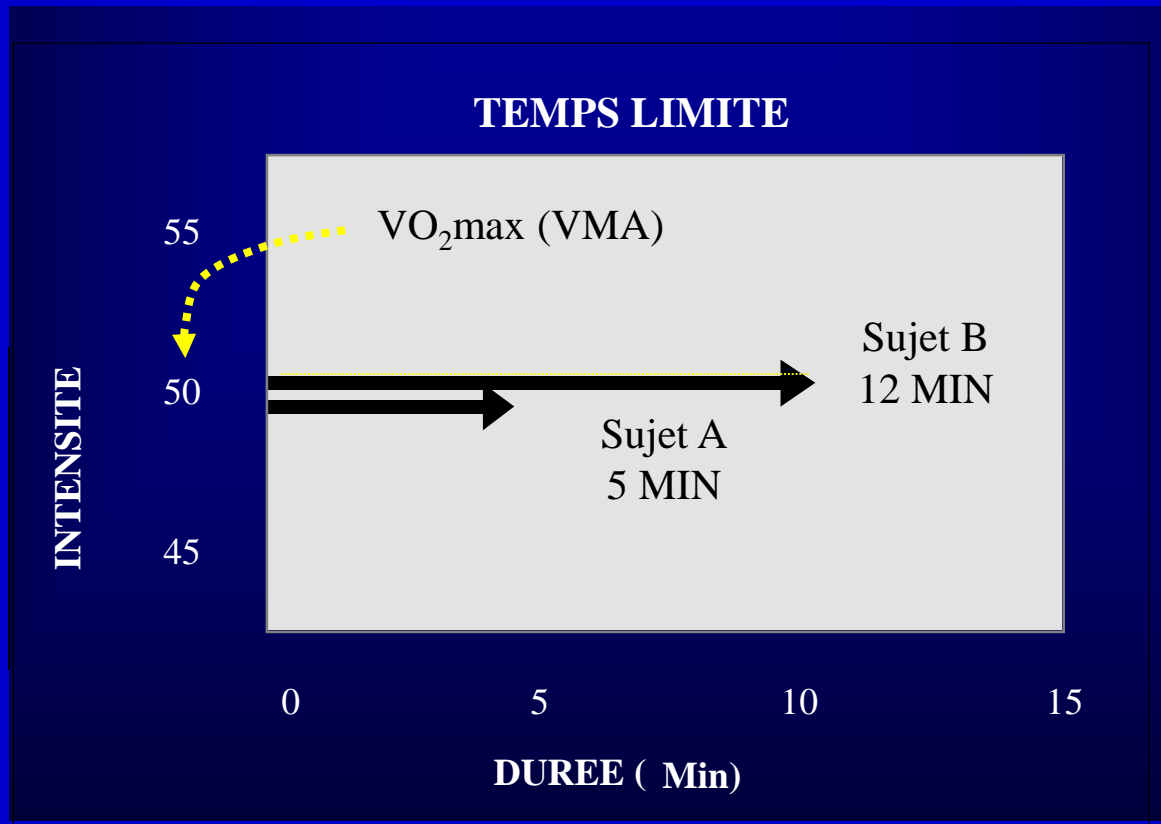 TEMPS LIMITE
VO₂max (VMA)
55
50
45
INTENSITE
Sujet B
12 MIN
Sujet A
5 MIN
0 5 10 15
DUREE ( Min)